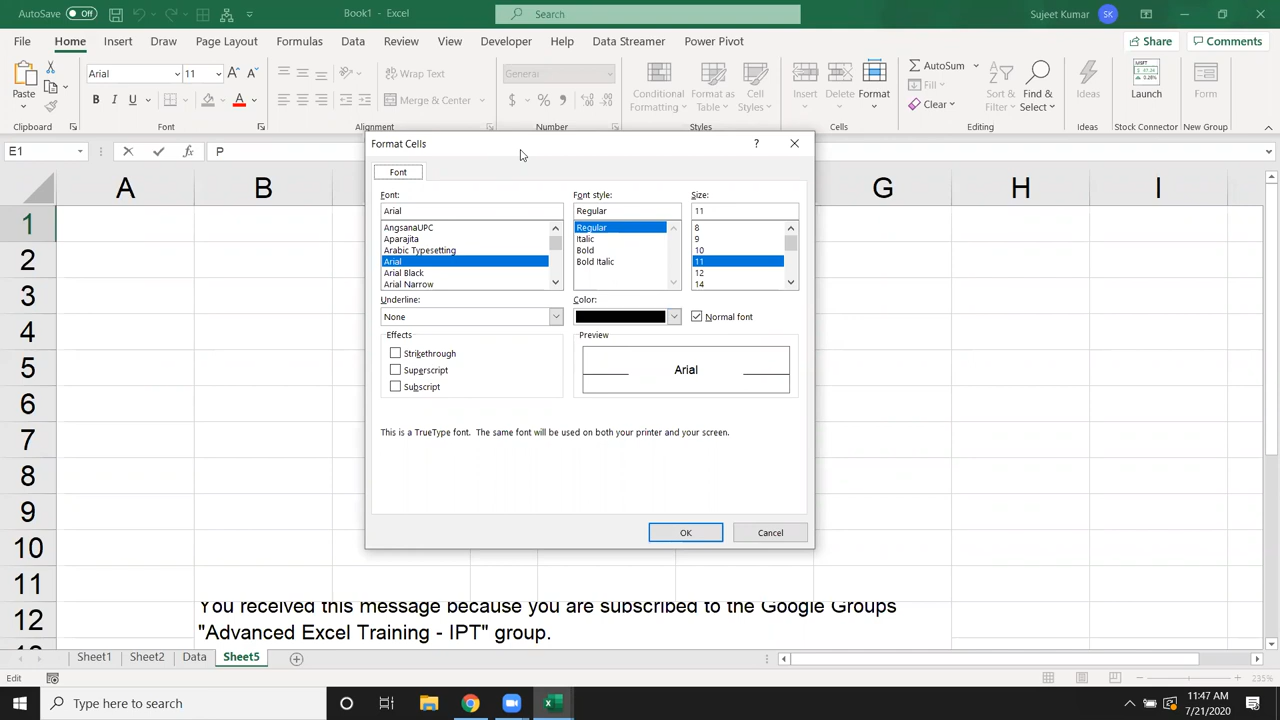 AutoSave Off Book1 - Excel Search Sujeet Kumar SK
File Home Insert Draw Page Layout Formulas Data Review View Developer Help Data Streamer Power Pivot Share Comments
Paste Arial 11 Wrap Text General Conditional Formatting Format as Table Cell Styles Insert Delete Format AutoSum Fill Clear Sort & Filter Find & Select Ideas Launch Form
B I U A Merge & Center $ %
Clipboard Font Alignment Number Styles Cells Editing Ideas Stock Connector New Group
E1 fx P
Format Cells ?
A B G H I
Font
Font: Font style: Size:
Arial Regular 11
AngsanaUPC Regular 8
Aparajita Italic 9
Arabic Typesetting Bold 10
Arial Bold Italic 11
Arial Black 12
Arial Narrow 14
Underline: Color:
None Normal font
Effects Preview
Strikethrough
Superscript Arial
Subscript
This is a TrueType font. The same font will be used on both your printer and your screen.
OK Cancel
1
2
3
4
5
6
7
8
9
10
11
12
You received this message because you are subscribed to the Google Groups
"Advanced Excel Training - IPT" group.
Sheet1 Sheet2 Data Sheet5
Edit 235%
Type here to search 11:47 AM
7/21/2020